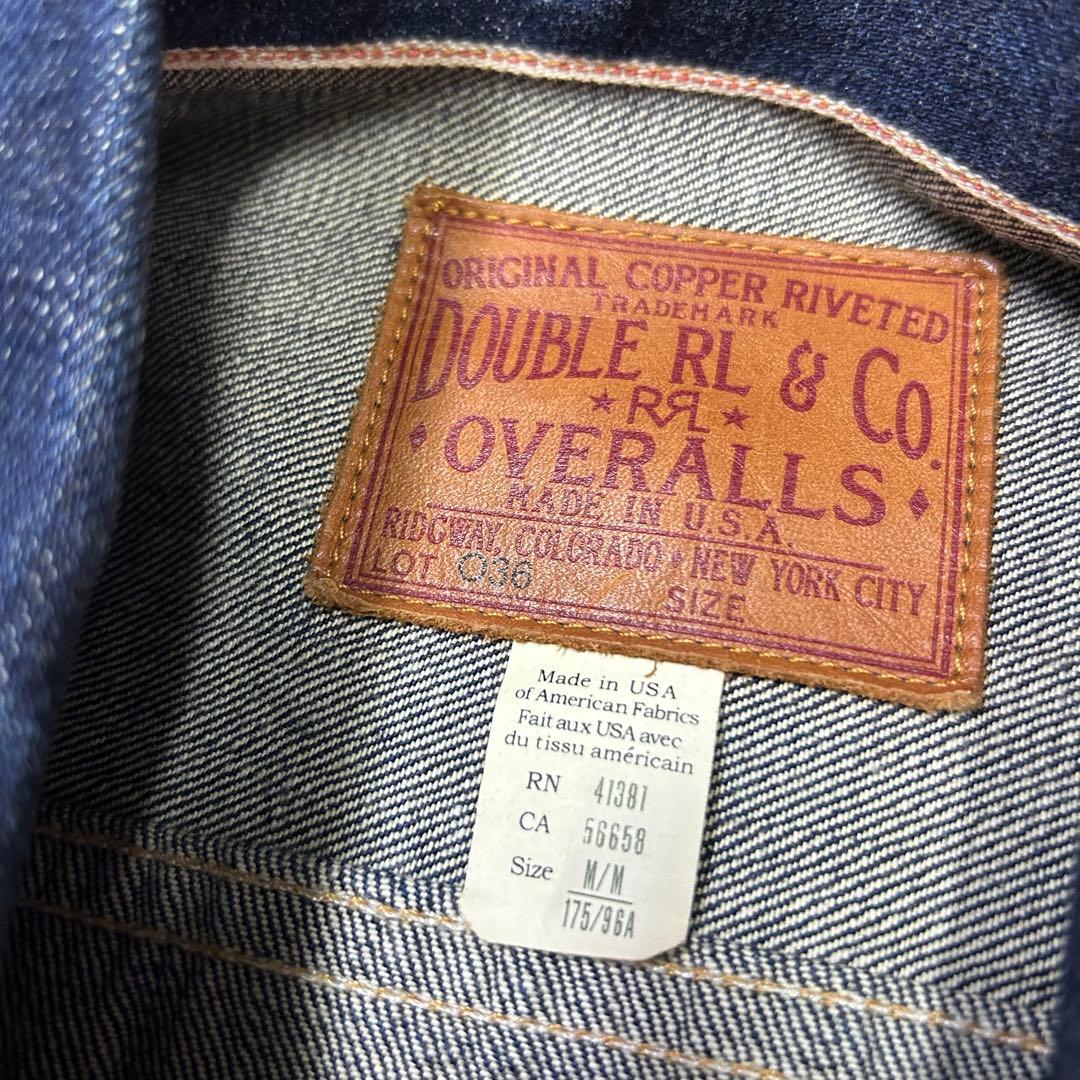 ORIGINAL COPPER RIVETED
TRADEMARK
DOUBLE RL & Co.
★ RRL ★
OVERALLS
MADE IN U.S.A.
RIDGWAY, COLORADO • NEW YORK CITY
LOT 036 SIZE
Made in USA
of American Fabrics
Fait aux USA avec
du tissu américain
RN 41381
CA 56658
Size M/M
175/96A